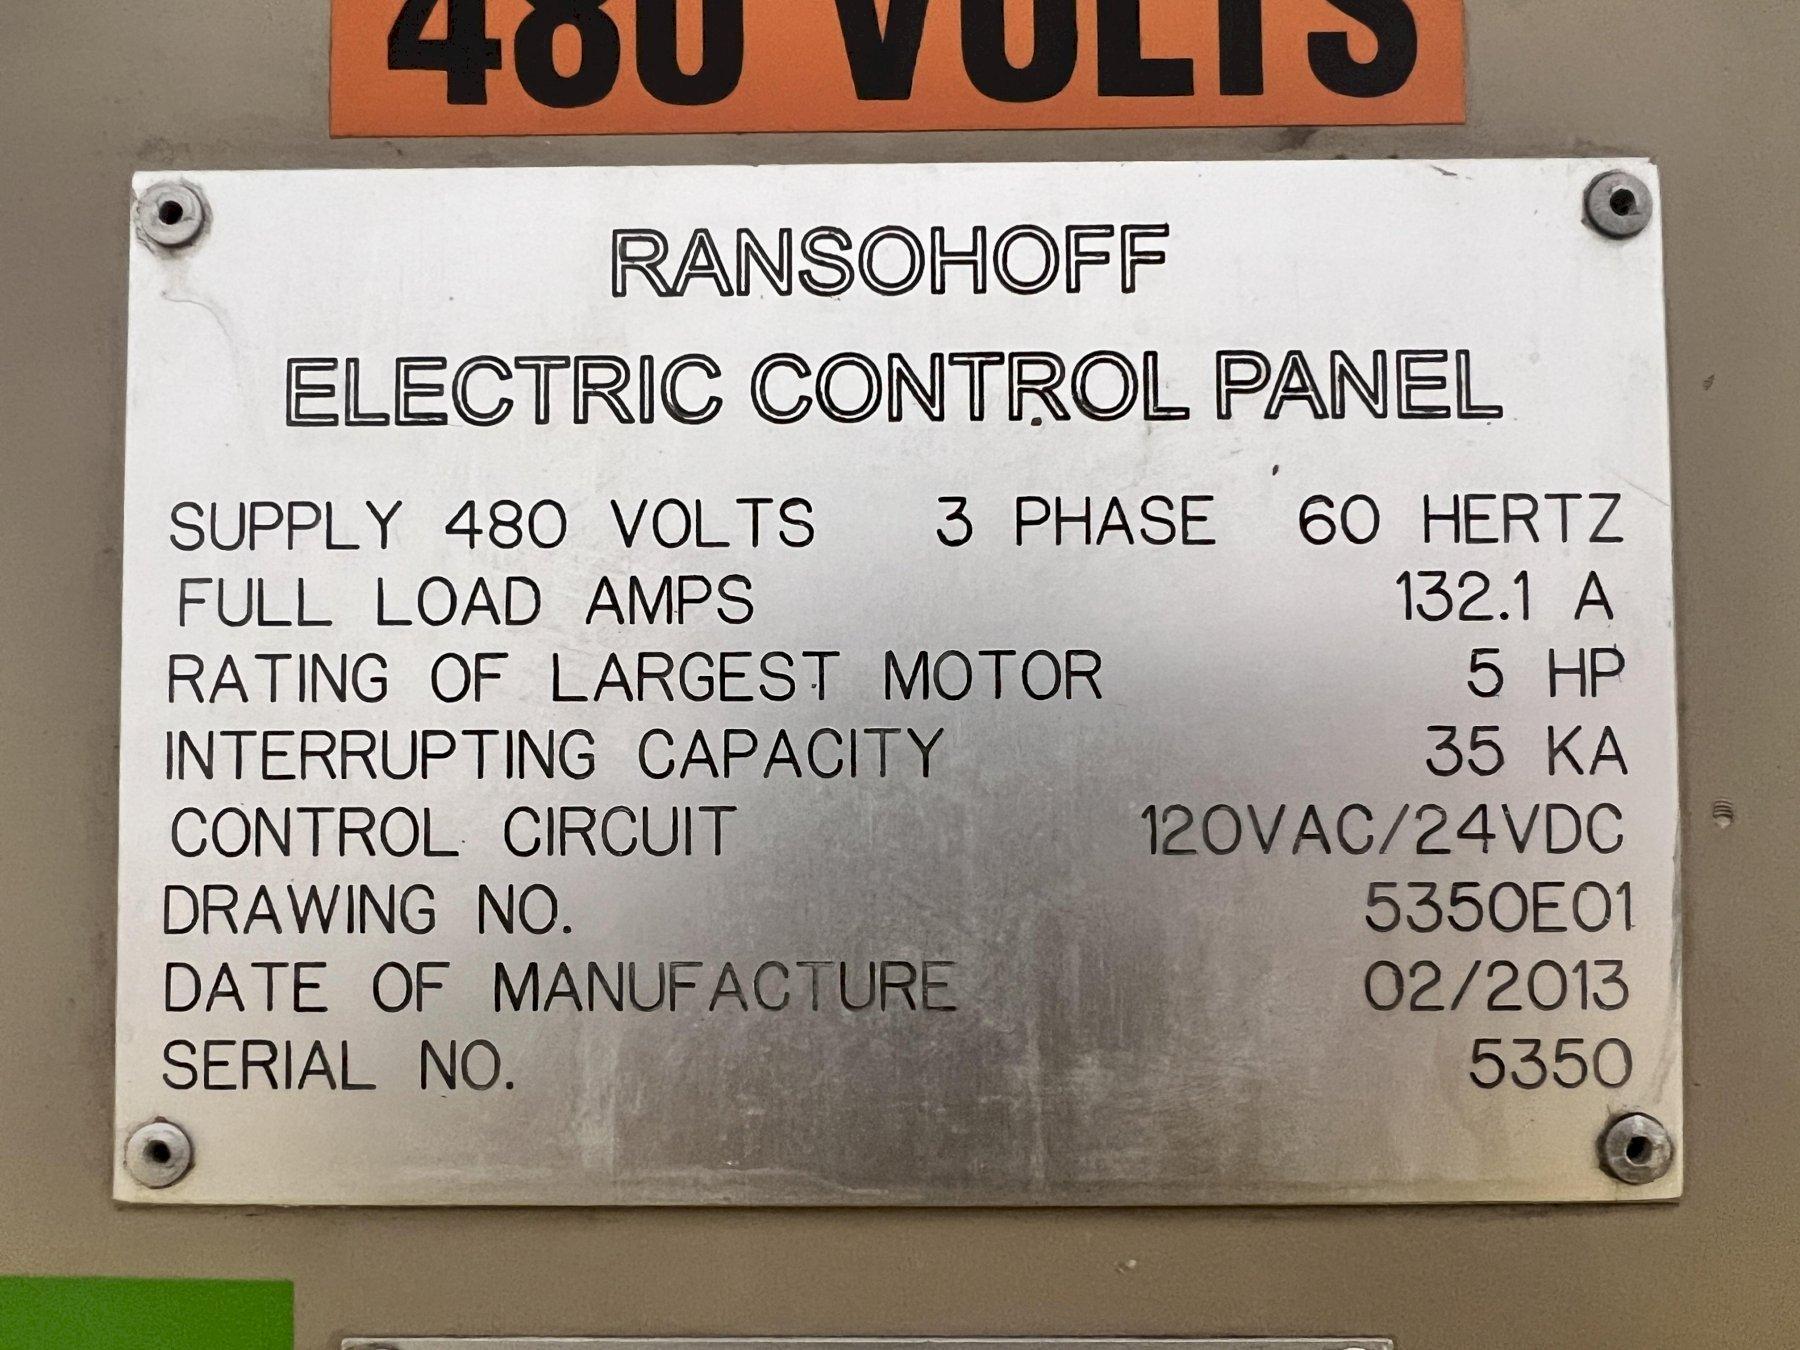 480 VOLTS
RANSOHOFF
ELECTRIC CONTROL PANEL
SUPPLY 480 VOLTS 3 PHASE 60 HERTZ
FULL LOAD AMPS 132.1 A
RATING OF LARGEST MOTOR 5 HP
INTERRUPTING CAPACITY 35 KA
CONTROL CIRCUIT 120VAC/24VDC
DRAWING NO. 5350E01
DATE OF MANUFACTURE 02/2013
SERIAL NO. 5350